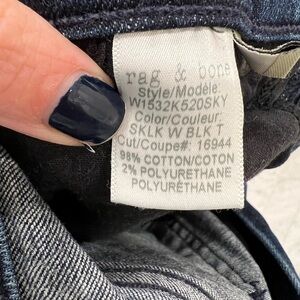 rag & bone
Style/Modèle:
W1532K520SKY
Color/Couleur:
SKLK W BLK T
Cut/Coupe#: 16944
98% COTTON/COTON
2% POLYURETHANE
POLYURÉTHANE